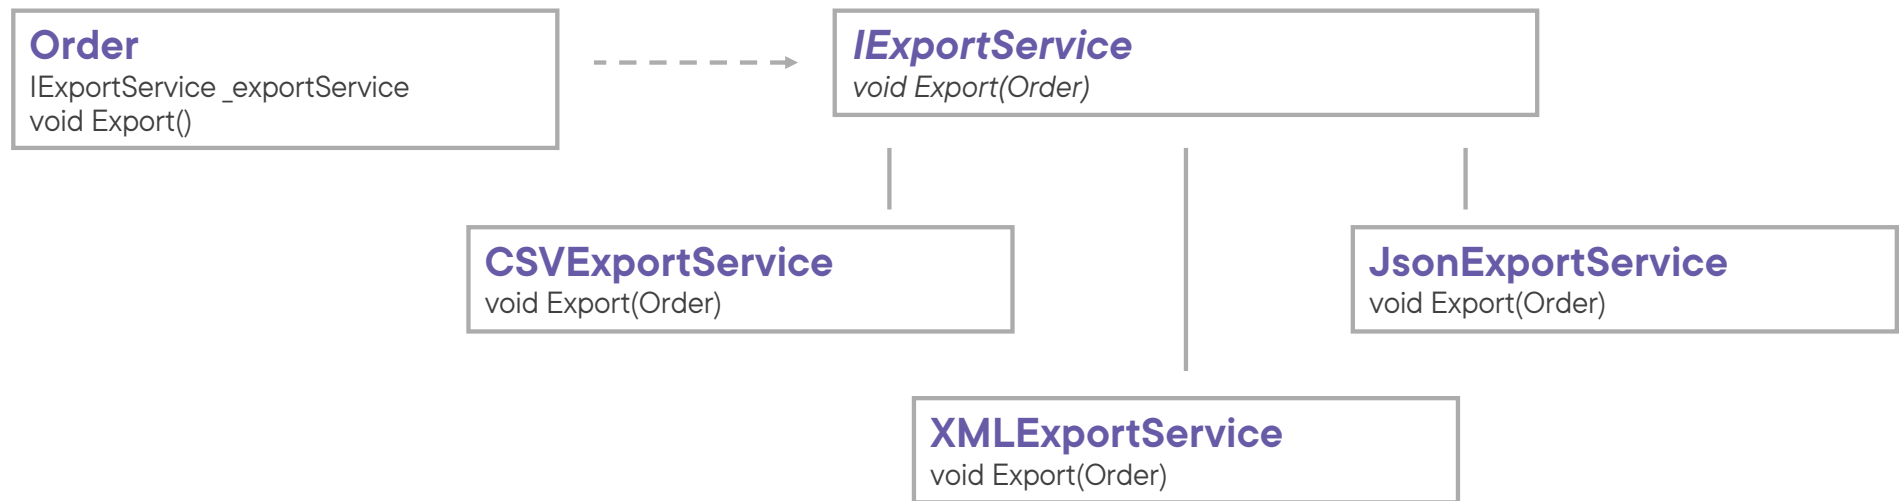 Order
IExportService _exportService
void Export()
IExportService
void Export(Order)
CSVExportService
void Export(Order)
JsonExportService
void Export(Order)
XMLExportService
void Export(Order)